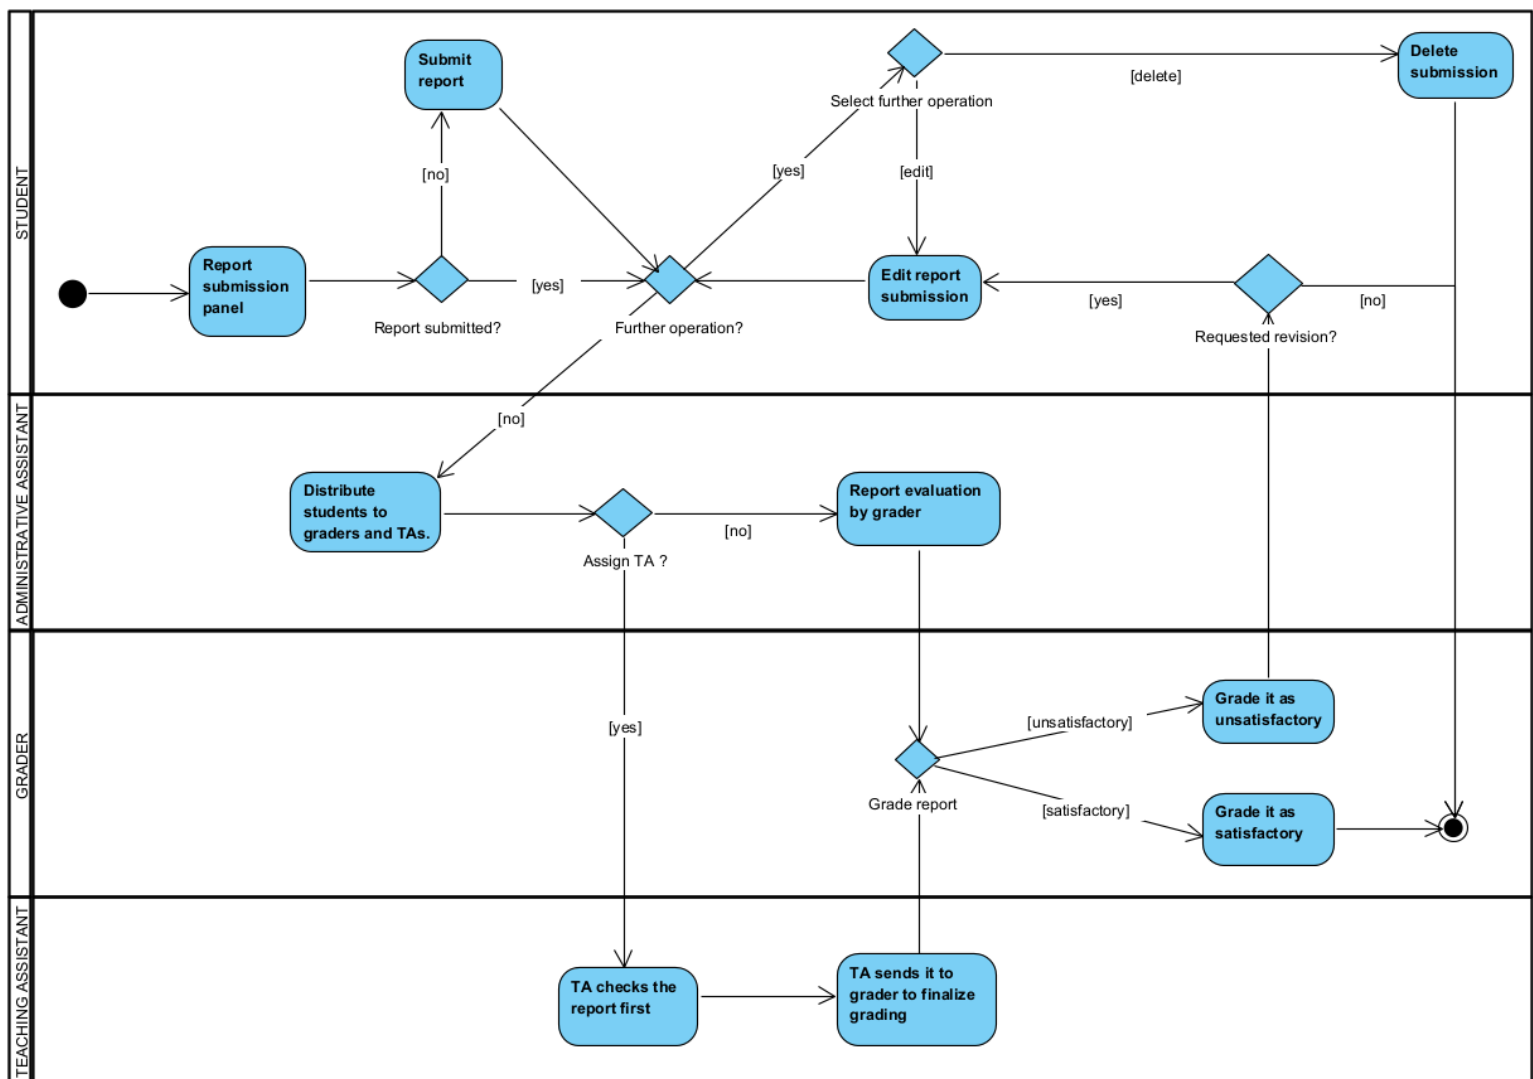 STUDENT
Submit
report
[no]
Report
submission
panel
Report submitted?
[yes]
Further operation?
[yes]
Select further operation
[delete]
Delete
submission
[edit]
Edit report
submission
[yes]
Requested revision?
[no]
[no]
ADMINISTRATIVE ASSISTANT
Distribute
students to
graders and TAs.
Assign TA ?
[no]
Report evaluation
by grader
GRADER
[yes]
Grade report
[unsatisfactory]
Grade it as
unsatisfactory
[satisfactory]
Grade it as
satisfactory
TEACHING ASSISTANT
TA checks the
report first
TA sends it to
grader to finalize
grading